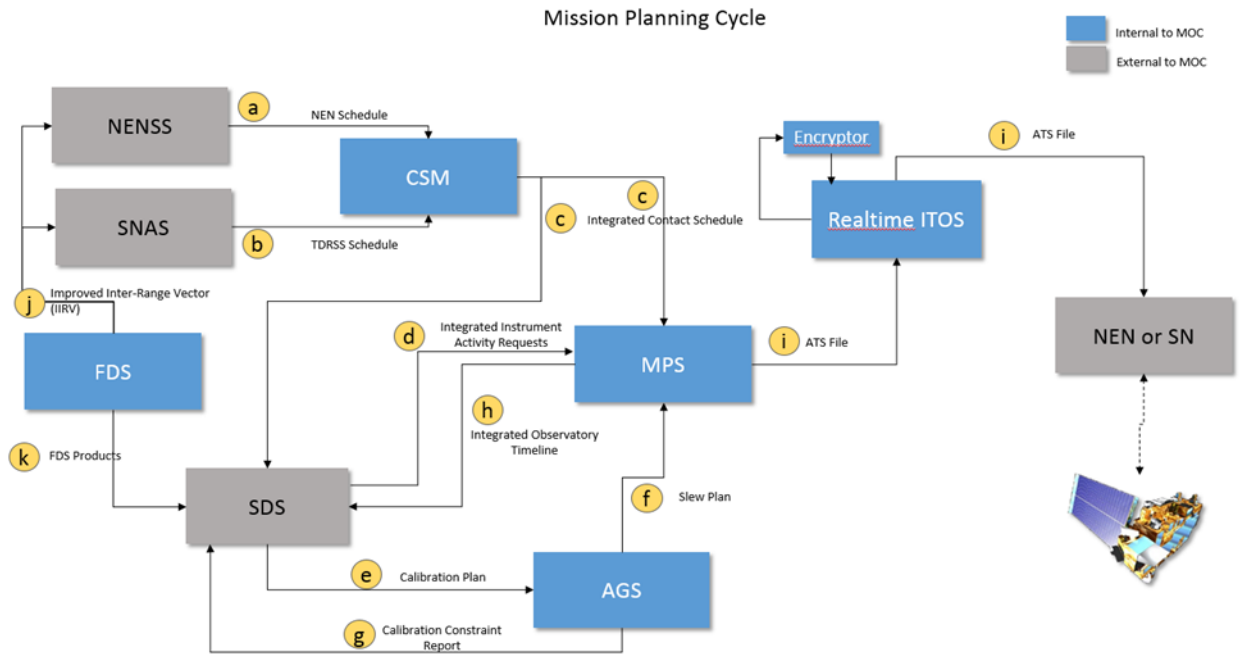 Mission Planning Cycle
Internal to MOC
External to MOC
a
NEN Schedule
NENSS
CSM
SNAS
b
TDRSS Schedule
c
c
Integrated Contact Schedule
Encryptor
Realtime ITOS
i
ATS File
NEN or SN
j
Improved Inter-Range Vector
(IIRV)
FDS
k
FDS Products
d
Integrated Instrument
Activity Requests
MPS
i
ATS File
h
Integrated Observatory
Timeline
SDS
f
Slew Plan
e
Calibration Plan
AGS
g
Calibration Constraint
Report